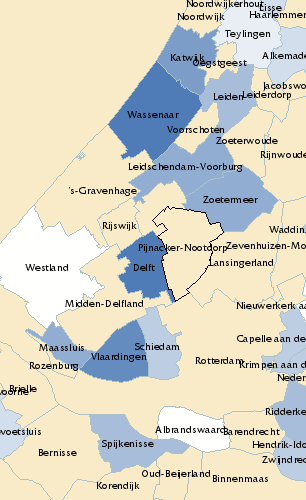 Noordwijkerhout
Lisse
Noordwijk
Haarlemmer
Teylingen
Katwijk
Oegstgeest
Alkemade
Jacobswo
Leiden
Leiderdorp
Wassenaar
Voorschoten
Zoeterwoude
Rijnwoude
Leidschendam-Voorburg
's-Gravenhage
Zoetermeer
Rijswijk
Waddin
Pijnacker-Nootdorp
Zevenhuizen-Mo
Westland
Delft
Lansingerland
Midden-Delfland
Nieuwerkerk aa
Maassluis
Schiedam
Capelle aan de
Vlaardingen
Rozenburg
Rotterdam
Krimpen aan d
Neder
Brielle
voorne
Ridderke
voetsluis
Albrandswaard
Barendrecht
Spijkenisse
Hendrik-Ido
Bernisse
Zwijndrec
Oud-Beijerland
Binnenmaas
Korendijk